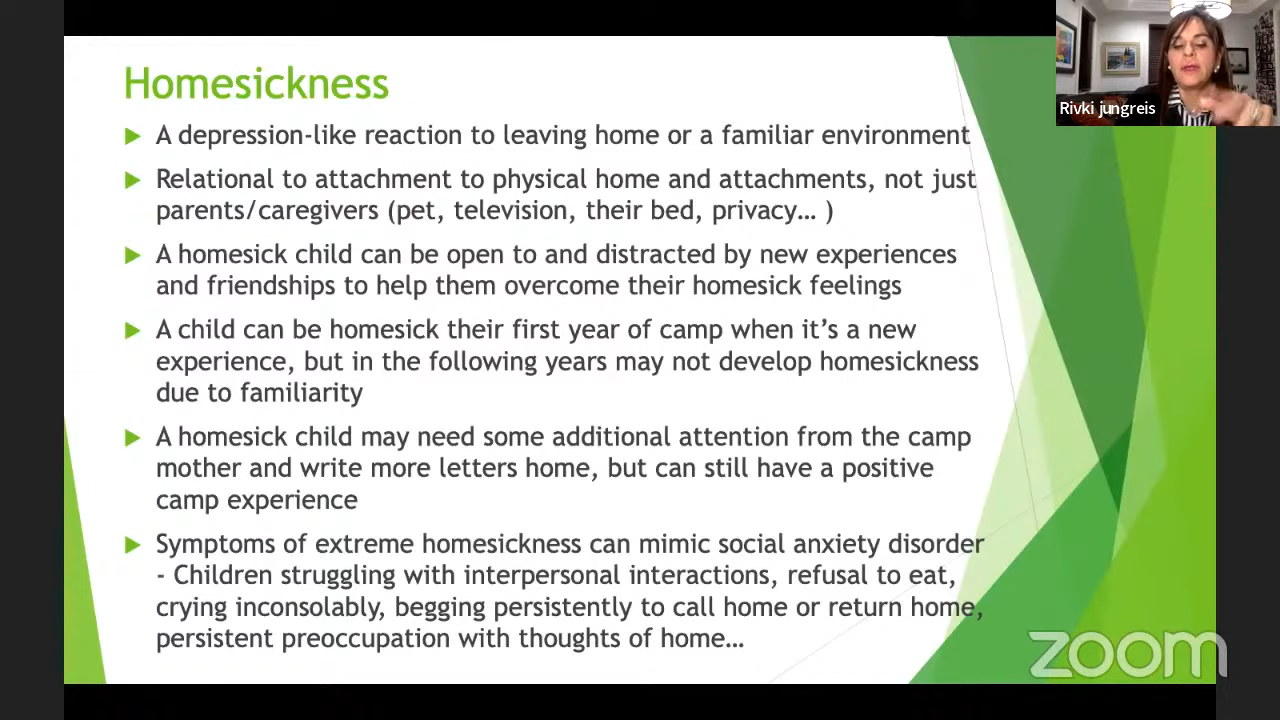 Homesickness
A depression-like reaction to leaving home or a familiar environment
Relational to attachment to physical home and attachments, not just
parents/caregivers (pet, television, their bed, privacy… )
A homesick child can be open to and distracted by new experiences
and friendships to help them overcome their homesick feelings
A child can be homesick their first year of camp when it’s a new
experience, but in the following years may not develop homesickness
due to familiarity
A homesick child may need some additional attention from the camp
mother and write more letters home, but can still have a positive
camp experience
Symptoms of extreme homesickness can mimic social anxiety disorder
- Children struggling with interpersonal interactions, refusal to eat,
crying inconsolably, begging persistently to call home or return home,
persistent preoccupation with thoughts of home…
Rivki jungreis
zoom